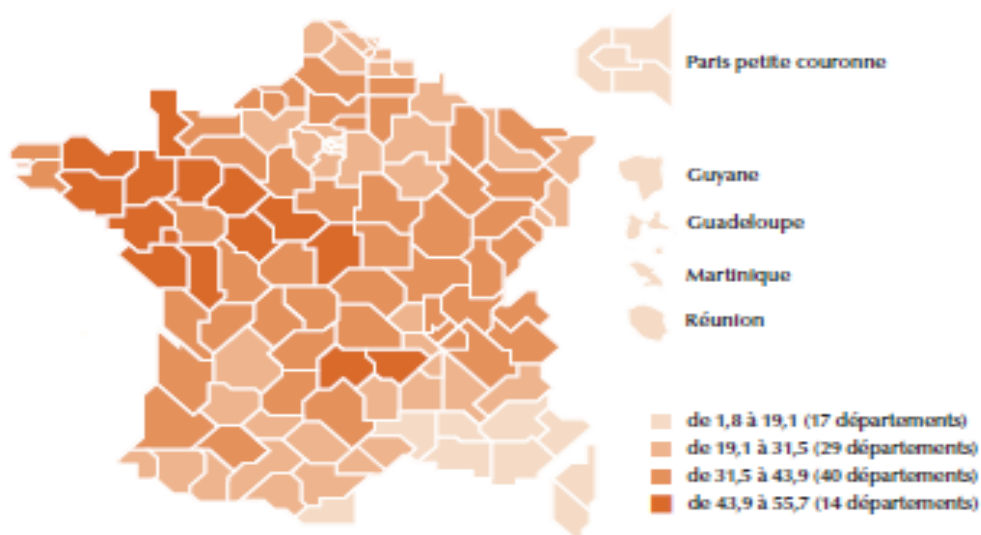 Paris petite couronne
Guyane
Guadeloupe
Martinique
Réunion
de 1,8 à 19,1 (17 départements)
de 19,1 à 31,5 (29 départements)
de 31,5 à 43,9 (40 départements)
de 43,9 à 55,7 (14 départements)